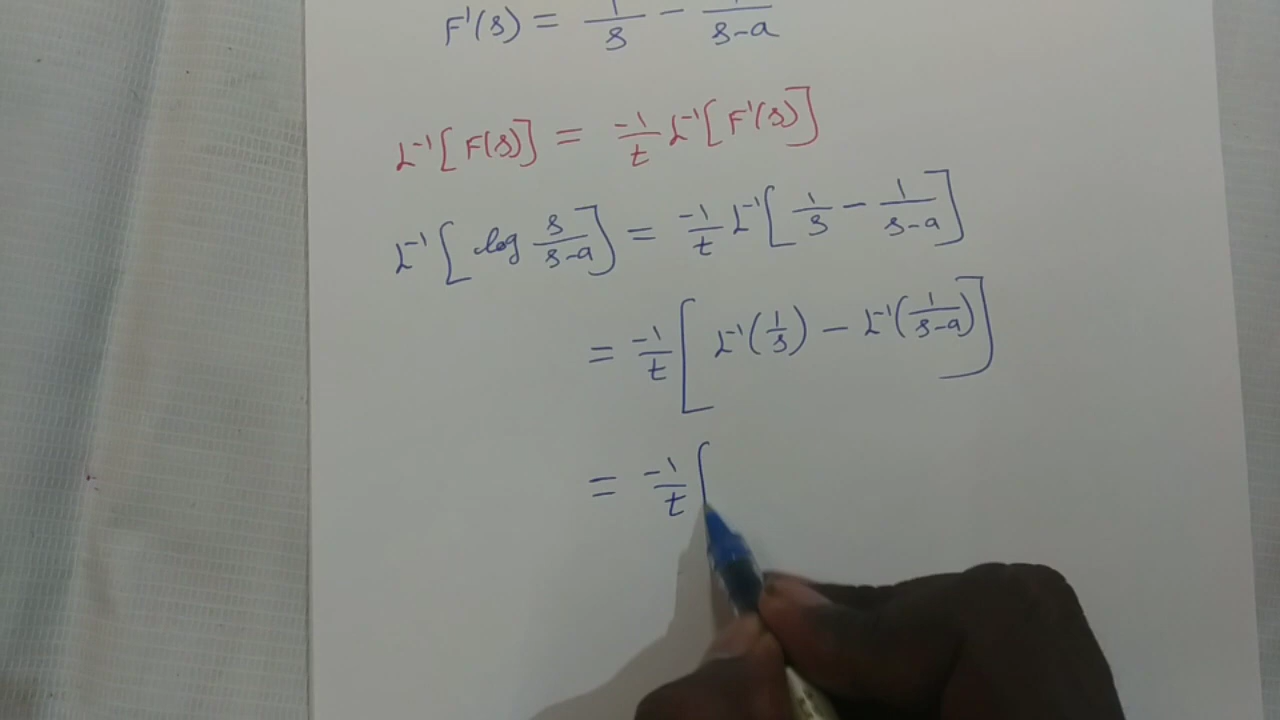 F'(s) = 1/s - 1/s-a
L⁻¹[F(s)] = -1/t L⁻¹[F'(s)]
L⁻¹[log s/s-a] = -1/t L⁻¹[1/s - 1/s-a]
= -1/t [L⁻¹(1/s) - L⁻¹(1/s-a)]
= -1/t [